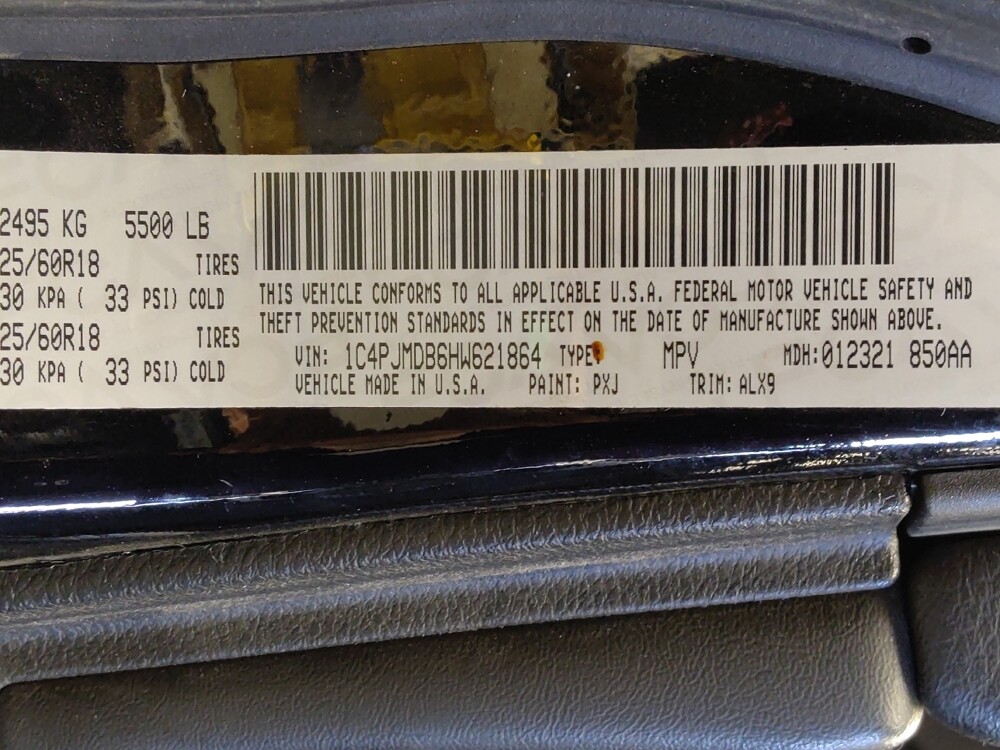 2495 KG 5500 LB
25/60R18 TIRES
30 KPA ( 33 PSI) COLD
25/60R18 TIRES
30 KPA ( 33 PSI) COLD
THIS VEHICLE CONFORMS TO ALL APPLICABLE U.S.A. FEDERAL MOTOR VEHICLE SAFETY AND
THEFT PREVENTION STANDARDS IN EFFECT ON THE DATE OF MANUFACTURE SHOWN ABOVE.
VIN: 1C4PJMDB6HW621864 TYPE: MPV MDH:012321 850AA
VEHICLE MADE IN U.S.A. PAINT: PXJ TRIM: ALX9